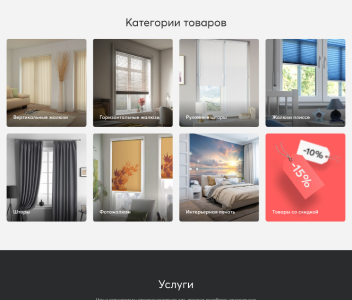 Категории товаров
Вертикальные жалюзи
Горизонтальные жалюзи
Рулонные шторы
Жалюзи плиссе
-10%
-15%
Шторы
Фотожалюзи
Интерьерная печать
Товары со скидкой
Услуги